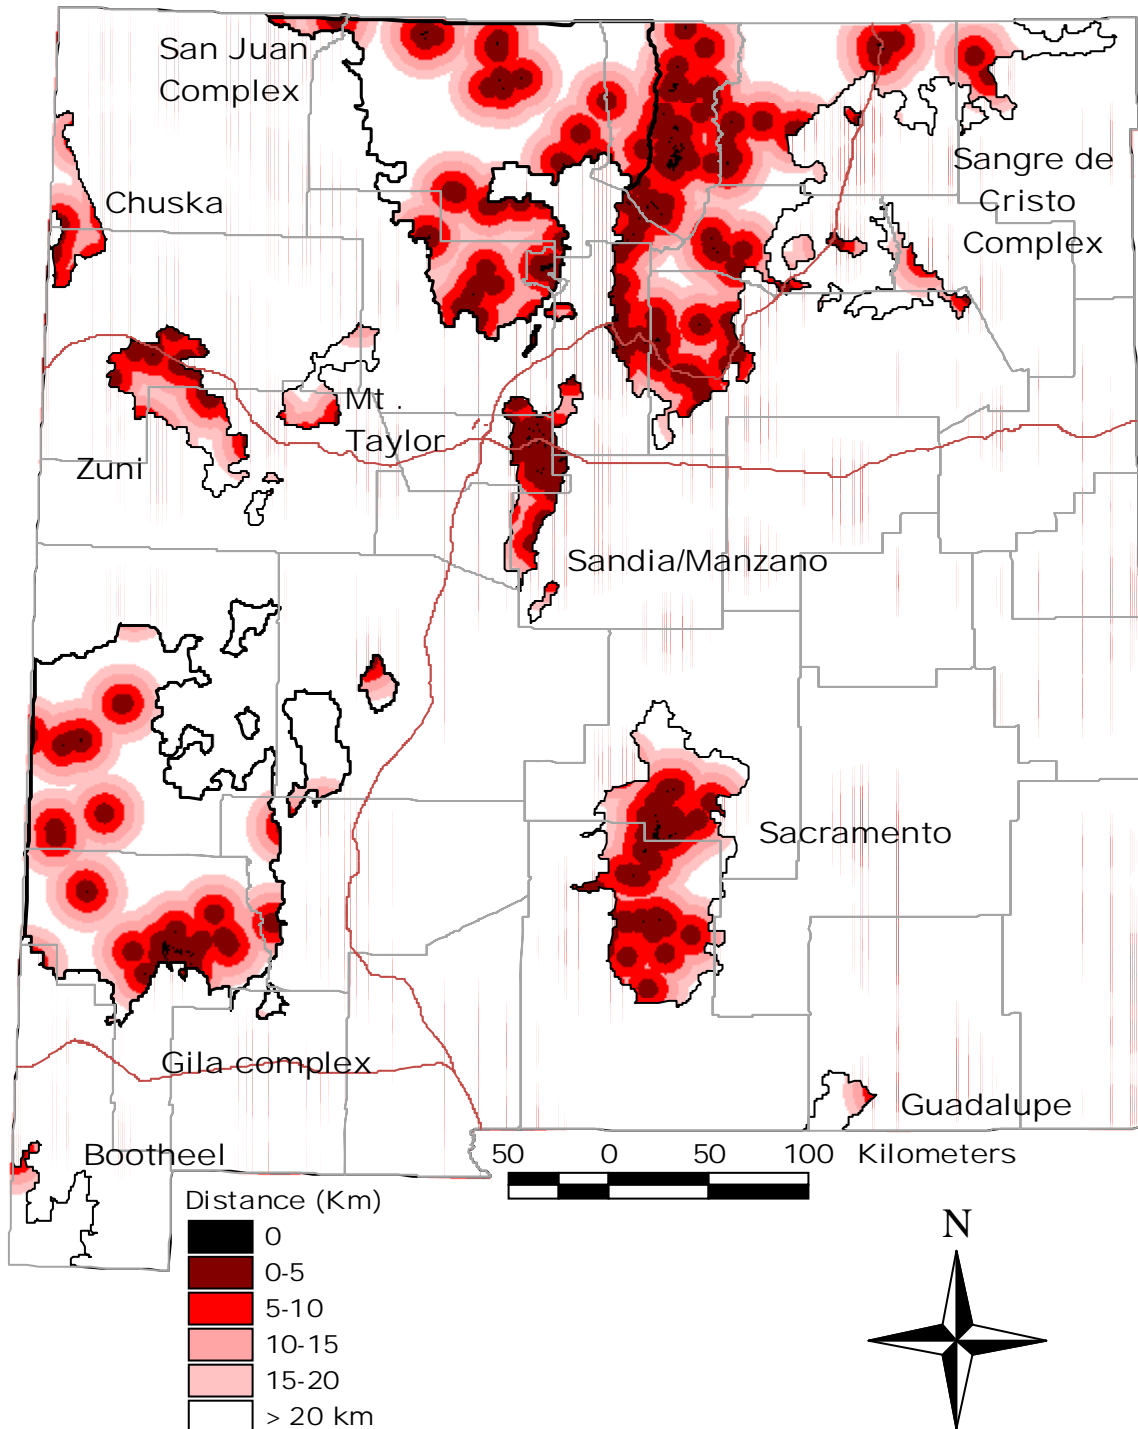 San Juan
Complex
Sangre de
Cristo
Complex
Chuska
Mt.
Taylor
Zuni
Sandia/Manzano
Sacramento
Gila complex
Guadalupe
Bootheel
50 0 50 100 Kilometers
Distance (Km)
0
0-5
5-10
10-15
15-20
> 20 km
N